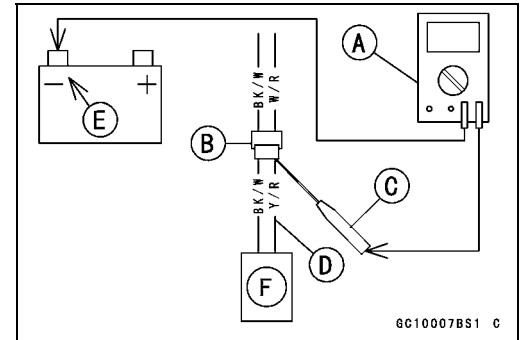 A
BK/W
W/R
− +
E
B
C
BK/W
Y/R
D
F
GC10007BS1 C